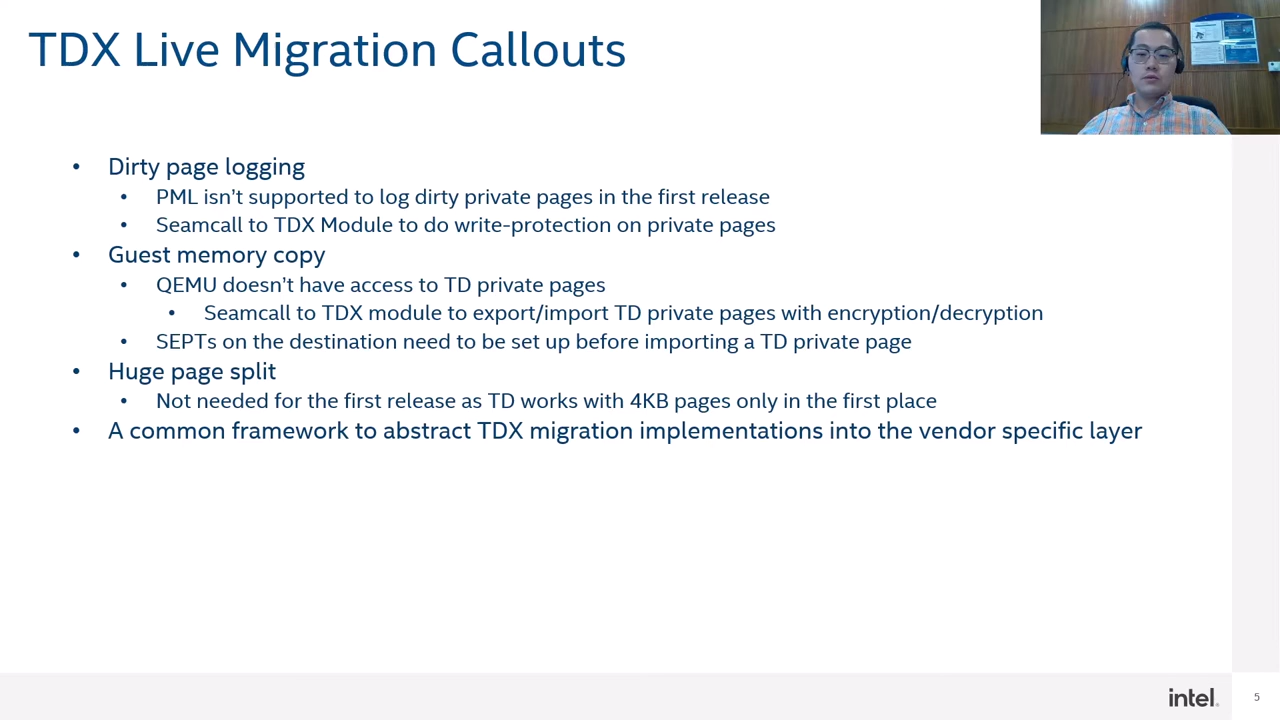 TDX Live Migration Callouts
• Dirty page logging
• PML isn't supported to log dirty private pages in the first release
• Seamcall to TDX Module to do write-protection on private pages
• Guest memory copy
• QEMU doesn't have access to TD private pages
• Seamcall to TDX module to export/import TD private pages with encryption/decryption
• SEPTs on the destination need to be set up before importing a TD private page
• Huge page split
• Not needed for the first release as TD works with 4KB pages only in the first place
• A common framework to abstract TDX migration implementations into the vendor specific layer
intel.
5